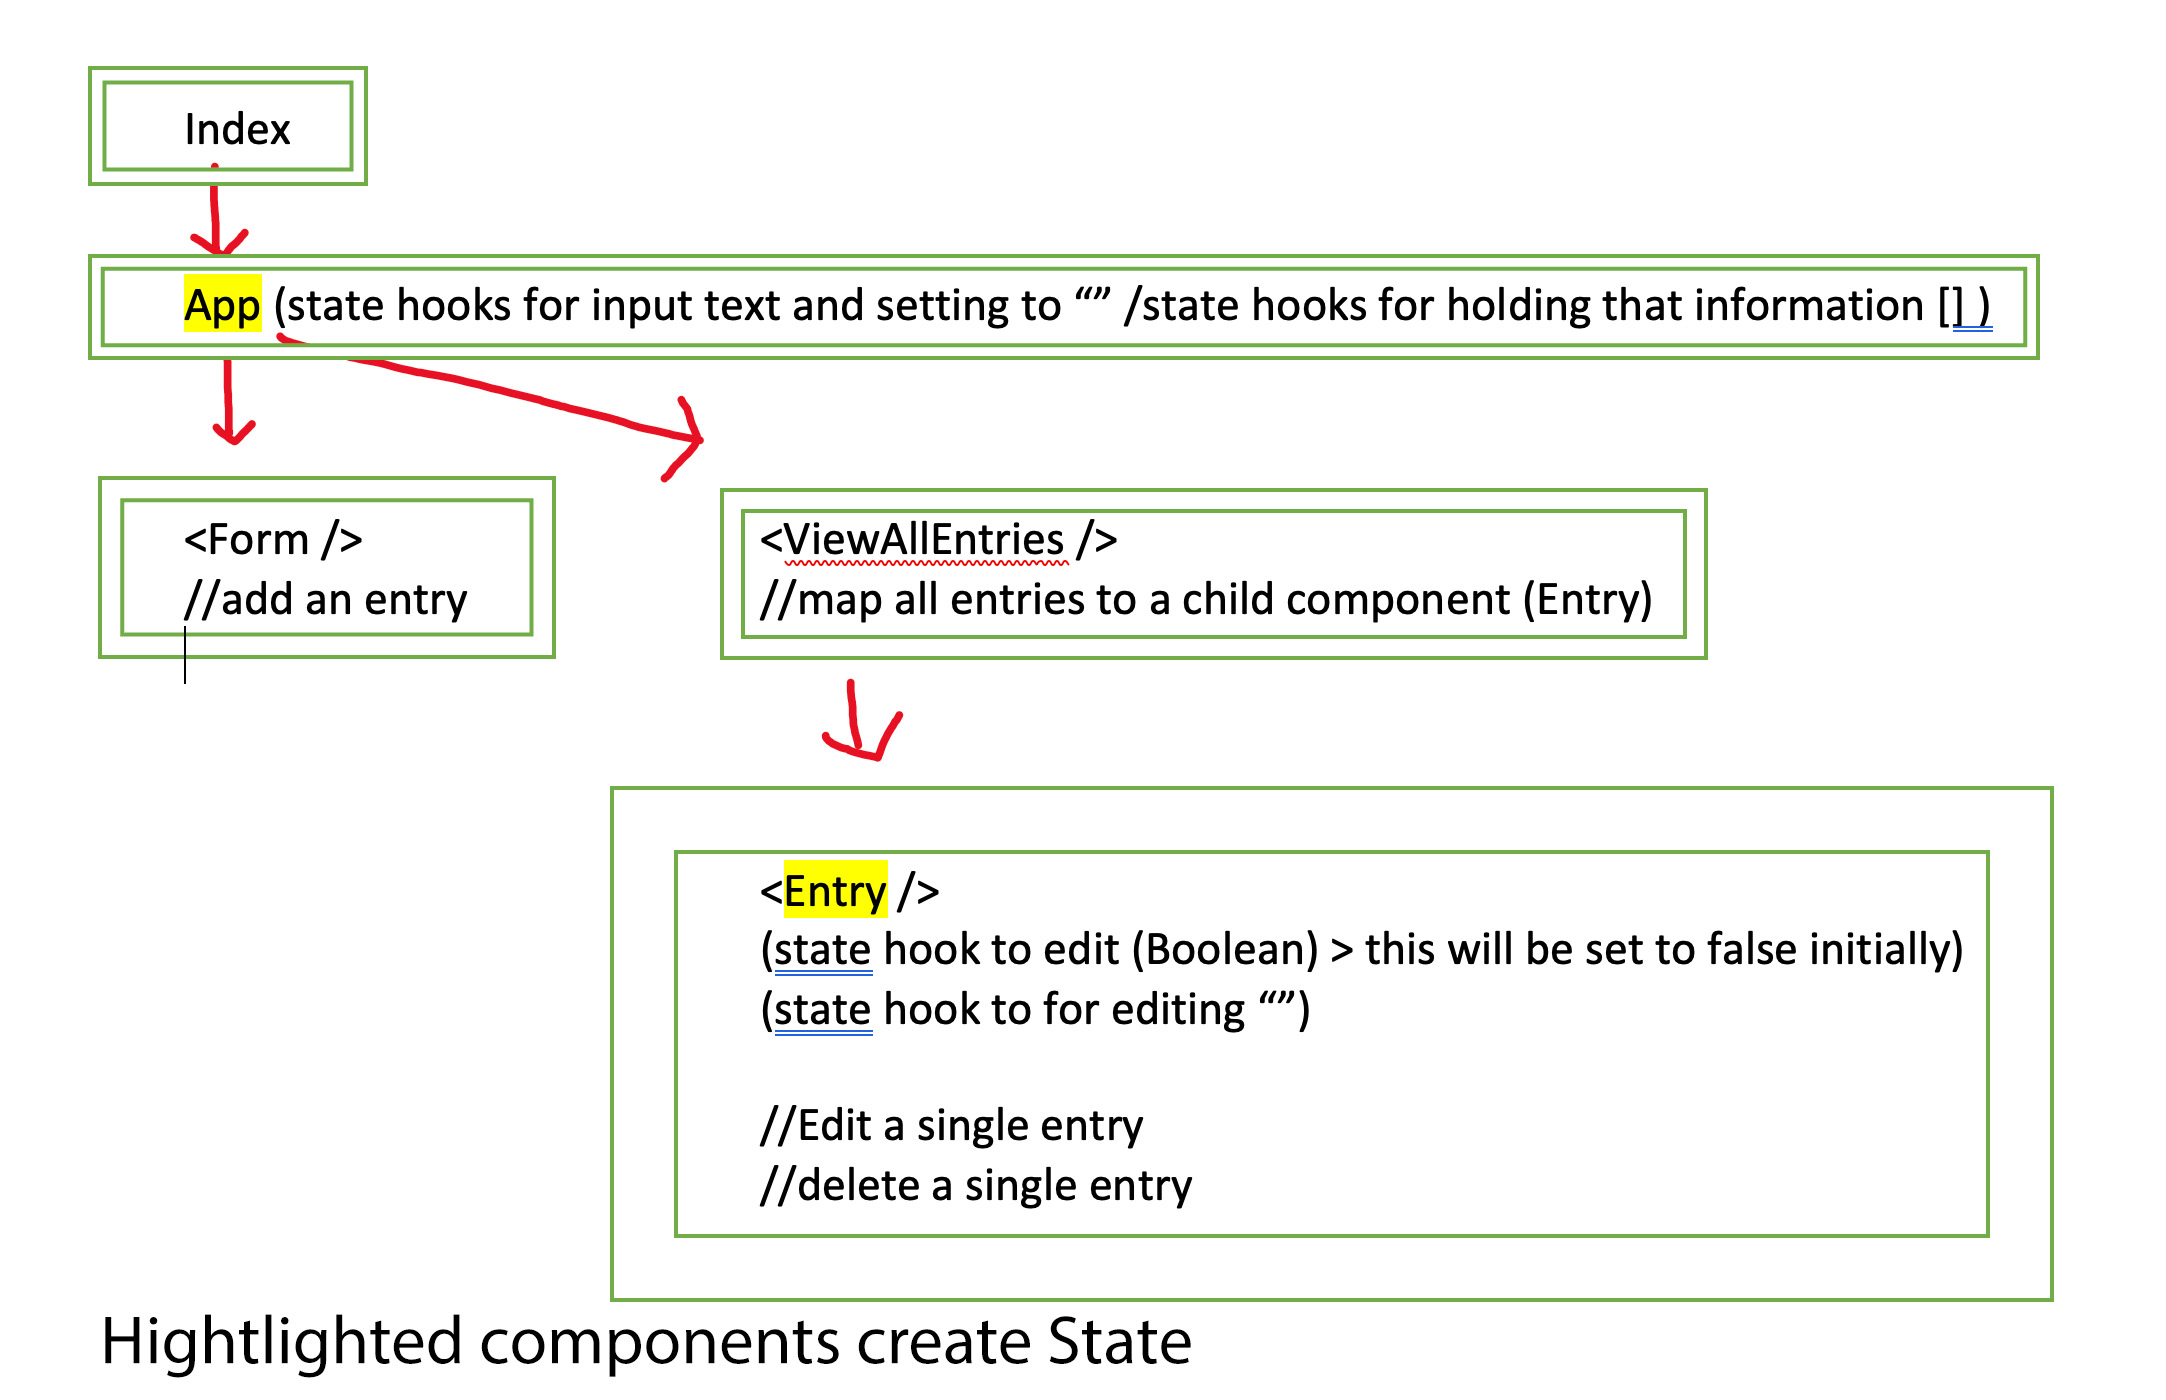 Index
App (state hooks for input text and setting to “” /state hooks for holding that information [] )
<Form />
//add an entry
<ViewAllEntries />
//map all entries to a child component (Entry)
<Entry />
(state hook to edit (Boolean) > this will be set to false initially)
(state hook to for editing “”)
//Edit a single entry
//delete a single entry
Hightlighted components create State